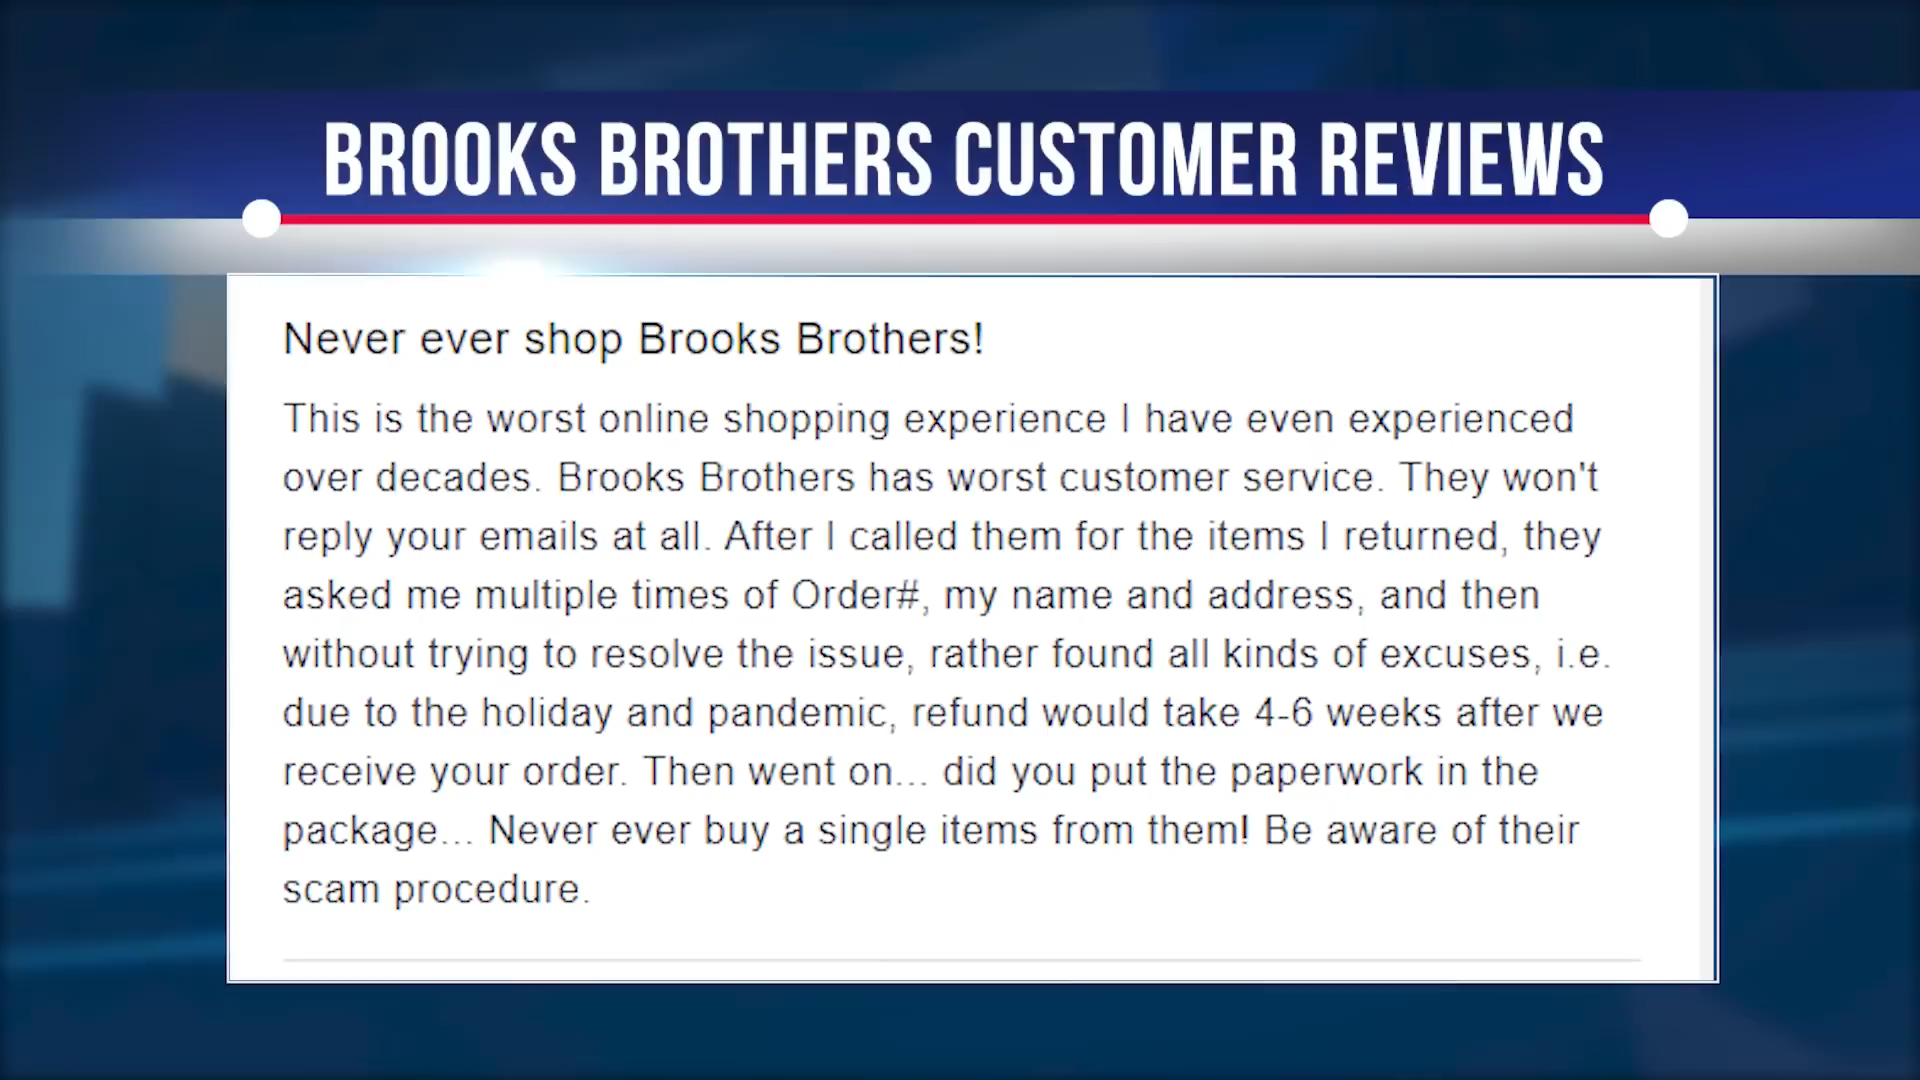 BROOKS BROTHERS CUSTOMER REVIEWS
Never ever shop Brooks Brothers!
This is the worst online shopping experience I have even experienced
over decades. Brooks Brothers has worst customer service. They won't
reply your emails at all. After I called them for the items I returned, they
asked me multiple times of Order#, my name and address, and then
without trying to resolve the issue, rather found all kinds of excuses, i.e.
due to the holiday and pandemic, refund would take 4-6 weeks after we
receive your order. Then went on... did you put the paperwork in the
package... Never ever buy a single items from them! Be aware of their
scam procedure.